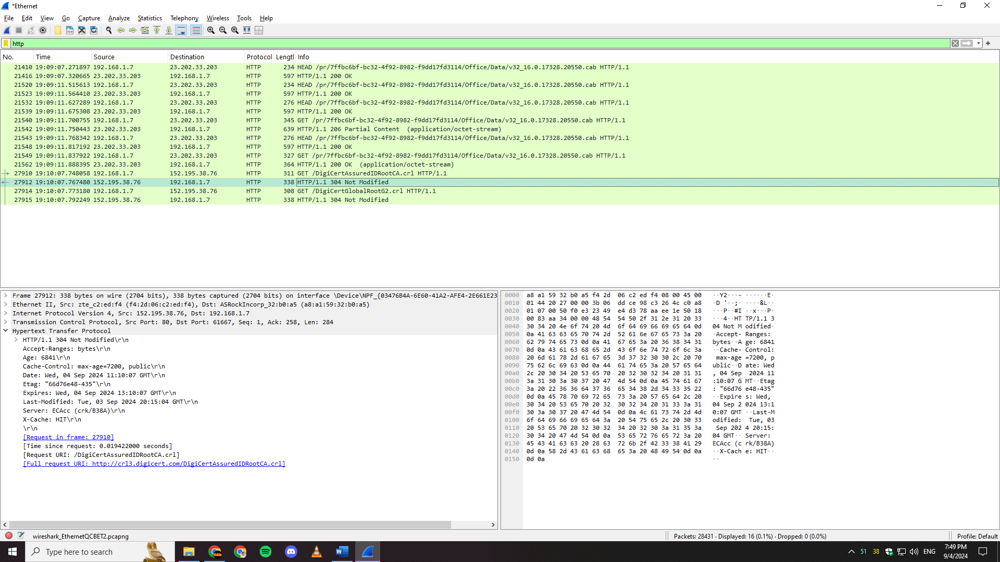 *Ethernet
File Edit View Go Capture Analyze Statistics Telephony Wireless Tools Help
http
No. Time Source Destination Protocol Lengtl Info
21410 19:09:07.271897 192.168.1.7 23.202.33.203 HTTP 234 HEAD /pr/7ffbc6bf-bc32-4f92-8982-f9dd17fd3114/Office/Data/v32_16.0.17328.20550.cab HTTP/1.1
21416 19:09:07.320665 23.202.33.203 192.168.1.7 HTTP 597 HTTP/1.1 200 OK
21520 19:09:11.515613 192.168.1.7 23.202.33.203 HTTP 234 HEAD /pr/7ffbc6bf-bc32-4f92-8982-f9dd17fd3114/Office/Data/v32_16.0.17328.20550.cab HTTP/1.1
21523 19:09:11.564410 23.202.33.203 192.168.1.7 HTTP 597 HTTP/1.1 200 OK
21532 19:09:11.627289 192.168.1.7 23.202.33.203 HTTP 276 HEAD /pr/7ffbc6bf-bc32-4f92-8982-f9dd17fd3114/Office/Data/v32_16.0.17328.20550.cab HTTP/1.1
21539 19:09:11.675308 23.202.33.203 192.168.1.7 HTTP 597 HTTP/1.1 200 OK
21540 19:09:11.700755 192.168.1.7 23.202.33.203 HTTP 345 GET /pr/7ffbc6bf-bc32-4f92-8982-f9dd17fd3114/Office/Data/v32_16.0.17328.20550.cab HTTP/1.1
21542 19:09:11.750443 23.202.33.203 192.168.1.7 HTTP 639 HTTP/1.1 206 Partial Content (application/octet-stream)
21543 19:09:11.768342 192.168.1.7 23.202.33.203 HTTP 276 HEAD /pr/7ffbc6bf-bc32-4f92-8982-f9dd17fd3114/Office/Data/v32_16.0.17328.20550.cab HTTP/1.1
21548 19:09:11.817192 23.202.33.203 192.168.1.7 HTTP 597 HTTP/1.1 200 OK
21549 19:09:11.837922 192.168.1.7 23.202.33.203 HTTP 327 GET /pr/7ffbc6bf-bc32-4f92-8982-f9dd17fd3114/Office/Data/v32_16.0.17328.20550.cab HTTP/1.1
21562 19:09:11.888395 23.202.33.203 192.168.1.7 HTTP 364 HTTP/1.1 200 OK (application/octet-stream)
27910 19:10:07.748058 192.168.1.7 152.195.38.76 HTTP 311 GET /DigiCertAssuredIDRootCA.crl HTTP/1.1
27912 19:10:07.767480 152.195.38.76 192.168.1.7 HTTP 338 HTTP/1.1 304 Not Modified
27914 19:10:07.773180 192.168.1.7 152.195.38.76 HTTP 308 GET /DigiCertGlobalRootG2.crl HTTP/1.1
27915 19:10:07.792249 152.195.38.76 192.168.1.7 HTTP 338 HTTP/1.1 304 Not Modified
Frame 27912: 338 bytes on wire (2704 bits), 338 bytes captured (2704 bits) on interface \Device\NPF_{03476B4A-6E60-41A2-AFE4-2E661E23
Ethernet II, Src: zte_c2:ed:f4 (f4:2d:06:c2:ed:f4), Dst: ASRockIncorp_32:b0:a5 (a8:a1:59:32:b0:a5)
Internet Protocol Version 4, Src: 152.195.38.76, Dst: 192.168.1.7
Transmission Control Protocol, Src Port: 80, Dst Port: 61667, Seq: 1, Ack: 258, Len: 284
Hypertext Transfer Protocol
HTTP/1.1 304 Not Modified\r\n
Accept-Ranges: bytes\r\n
Age: 6841\r\n
Cache-Control: max-age=7200, public\r\n
Date: Wed, 04 Sep 2024 11:10:07 GMT\r\n
Etag: "66d76e48-435"\r\n
Expires: Wed, 04 Sep 2024 13:10:07 GMT\r\n
Last-Modified: Tue, 03 Sep 2024 20:15:04 GMT\r\n
Server: ECAcc (crk/B38A)\r\n
X-Cache: HIT\r\n
\r\n
[Request in frame: 27910]
[Time since request: 0.019422000 seconds]
[Request URI: /DigiCertAssuredIDRootCA.crl]
[Full request URI: http://crl3.digicert.com/DigiCertAssuredIDRootCA.crl]
0000 a8 a1 59 32 b0 a5 f4 2d 06 c2 ed f4 08 00 45 00 ··Y2···- ······E·
0010 01 44 20 27 00 00 3b 06 dd ce 98 c3 26 4c c0 a8 ·D '··;· ····&L··
0020 01 07 00 50 f0 e3 23 49 e4 d3 78 aa ee 1e 50 18 ···P··#I ··x···P·
0030 00 83 aa 34 00 00 48 54 54 50 2f 31 2e 31 20 33 ···4··HT TP/1.1 3
0040 30 34 20 4e 6f 74 20 4d 6f 64 69 66 69 65 64 0d 04 Not M odified·
0050 0a 41 63 63 65 70 74 2d 52 61 6e 67 65 73 3a 20 ·Accept- Ranges:
0060 62 79 74 65 73 0d 0a 41 67 65 3a 20 36 38 34 31 bytes··A ge: 6841
0070 0d 0a 43 61 63 68 65 2d 43 6f 6e 74 72 6f 6c 3a ··Cache- Control:
0080 20 6d 61 78 2d 61 67 65 3d 37 32 30 30 2c 20 70 max-age =7200, p
0090 75 62 6c 69 63 0d 0a 44 61 74 65 3a 20 57 65 64 ublic··D ate: Wed
00a0 2c 20 30 34 20 53 65 70 20 32 30 32 34 20 31 31 , 04 Sep 2024 11
00b0 3a 31 30 3a 30 37 20 47 4d 54 0d 0a 45 74 61 67 :10:07 G MT··Etag
00c0 3a 20 22 36 36 64 37 36 65 34 38 2d 34 33 35 22 : "66d76 e48-435"
00d0 0d 0a 45 78 70 69 72 65 73 3a 20 57 65 64 2c 20 ··Expire s: Wed,
00e0 30 34 20 53 65 70 20 32 30 32 34 20 31 33 3a 31 04 Sep 2 024 13:1
00f0 30 3a 30 37 20 47 4d 54 0d 0a 4c 61 73 74 2d 4d 0:07 GMT ··Last-M
0100 6f 64 69 66 69 65 64 3a 20 54 75 65 2c 20 30 33 odified: Tue, 03
0110 20 53 65 70 20 32 30 32 34 20 32 30 3a 31 35 3a Sep 202 4 20:15:
0120 30 34 20 47 4d 54 0d 0a 53 65 72 76 65 72 3a 20 04 GMT·· Server:
0130 45 43 41 63 63 20 28 63 72 6b 2f 42 33 38 41 29 ECAcc (c rk/B38A)
0140 0d 0a 58 2d 43 61 63 68 65 3a 20 48 49 54 0d 0a ··X-Cach e: HIT··
0150 0d 0a ··
wireshark_EthernetQCBET2.pcapng
Packets: 28431 · Displayed: 16 (0.1%) · Dropped: 0 (0.0%)
Profile: Default
Type here to search
51 38 ENG
7:49 PM
9/4/2024